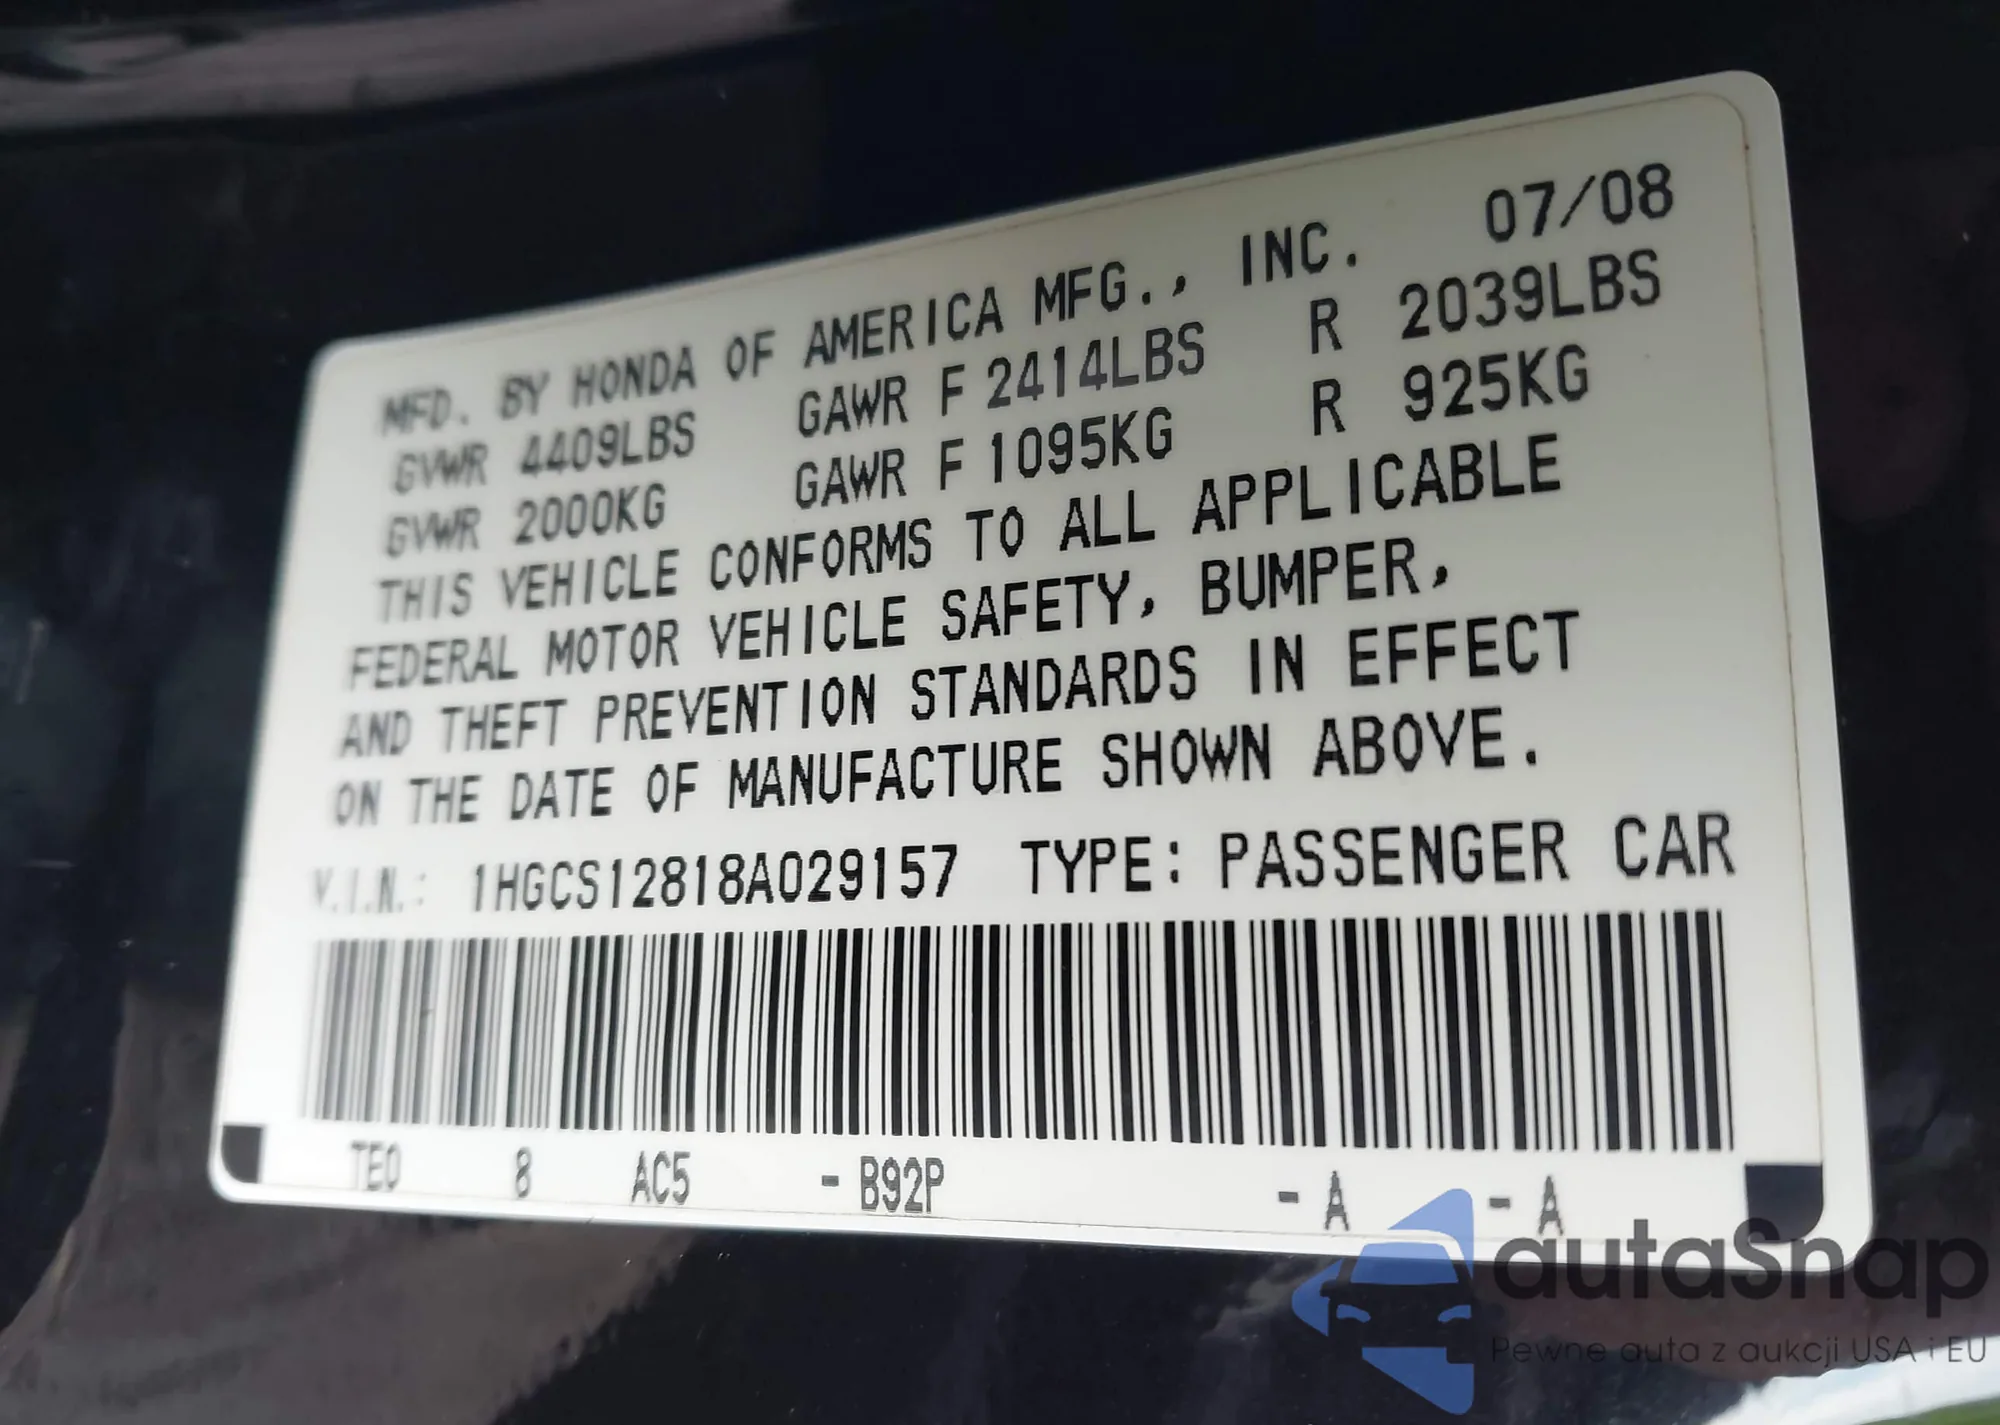 MFD. BY HONDA OF AMERICA MFG., INC. 07/08
GVWR 4409LBS GAWR F 2414LBS R 2039LBS
GVWR 2000KG GAWR F 1095KG R 925KG
THIS VEHICLE CONFORMS TO ALL APPLICABLE
FEDERAL MOTOR VEHICLE SAFETY, BUMPER,
AND THEFT PREVENTION STANDARDS IN EFFECT
ON THE DATE OF MANUFACTURE SHOWN ABOVE.
V.I.N.: 1HGCS12818A029157 TYPE: PASSENGER CAR
TE0 8 AC5 - B92P - A - A
autaSnap
Pewne auta z aukcji USA i EU